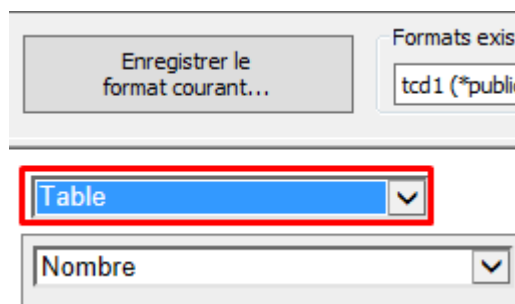 Enregistrer le
format courant...
Formats exis
tcd1 (*publi
Table
Nombre